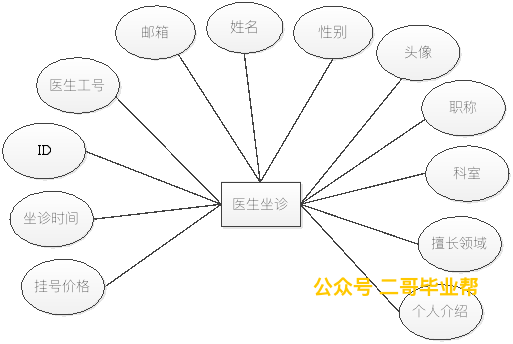 姓名
邮箱
性别
头像
医生工号
职称
ID
科室
医生坐诊
坐诊时间
擅长领域
挂号价格
公众号 二哥毕业帮
个人介绍